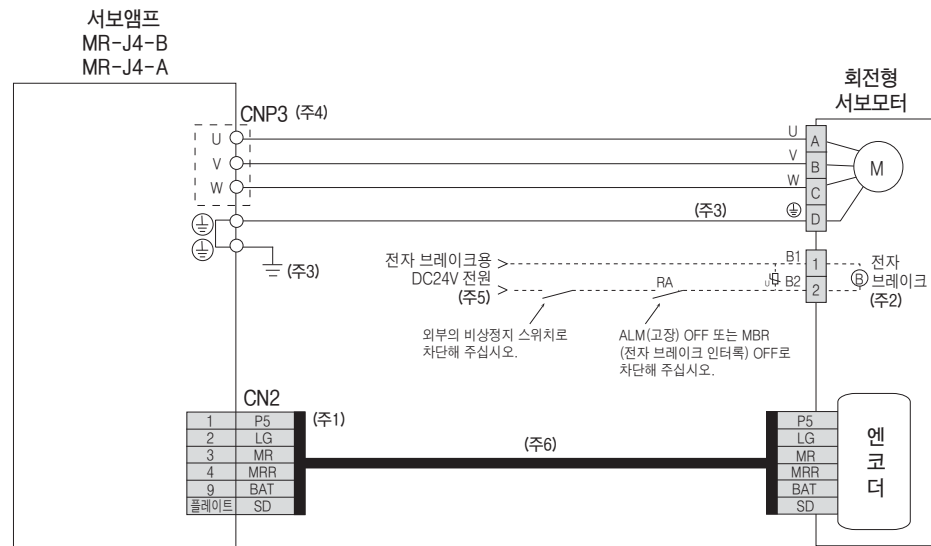 서보앰프
MR-J4-B
MR-J4-A
회전형
서보모터
CNP3 (주4)
U
V
W
U
V
W
A
B
C
D
M
(주3)
(주3)
전자 브레이크용
DC24V 전원
(주5)
RA
B1
B2
U
1
2
B
전자
브레이크
(주2)
외부의 비상정지 스위치로
차단해 주십시오.
ALM(고장) OFF 또는 MBR
(전자 브레이크 인터록) OFF로
차단해 주십시오.
CN2
(주1)
(주6)
1 P5
2 LG
3 MR
4 MRR
9 BAT
플레이트 SD
P5
LG
MR
MRR
BAT
SD
엔
코
더